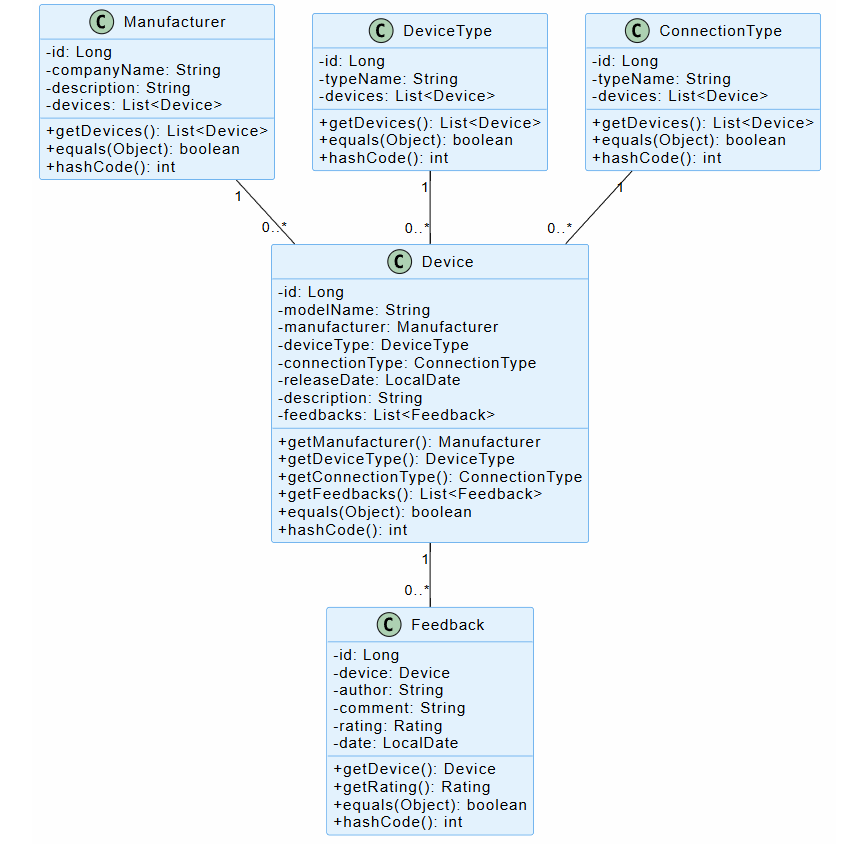 C Manufacturer
-id: Long
-companyName: String
-description: String
-devices: List<Device>
+getDevices(): List<Device>
+equals(Object): boolean
+hashCode(): int
C DeviceType
-id: Long
-typeName: String
-devices: List<Device>
+getDevices(): List<Device>
+equals(Object): boolean
+hashCode(): int
C ConnectionType
-id: Long
-typeName: String
-devices: List<Device>
+getDevices(): List<Device>
+equals(Object): boolean
+hashCode(): int
1
1
1
0..*
0..*
0..*
C Device
-id: Long
-modelName: String
-manufacturer: Manufacturer
-deviceType: DeviceType
-connectionType: ConnectionType
-releaseDate: LocalDate
-description: String
-feedbacks: List<Feedback>
+getManufacturer(): Manufacturer
+getDeviceType(): DeviceType
+getConnectionType(): ConnectionType
+getFeedbacks(): List<Feedback>
+equals(Object): boolean
+hashCode(): int
1
0..*
C Feedback
-id: Long
-device: Device
-author: String
-comment: String
-rating: Rating
-date: LocalDate
+getDevice(): Device
+getRating(): Rating
+equals(Object): boolean
+hashCode(): int